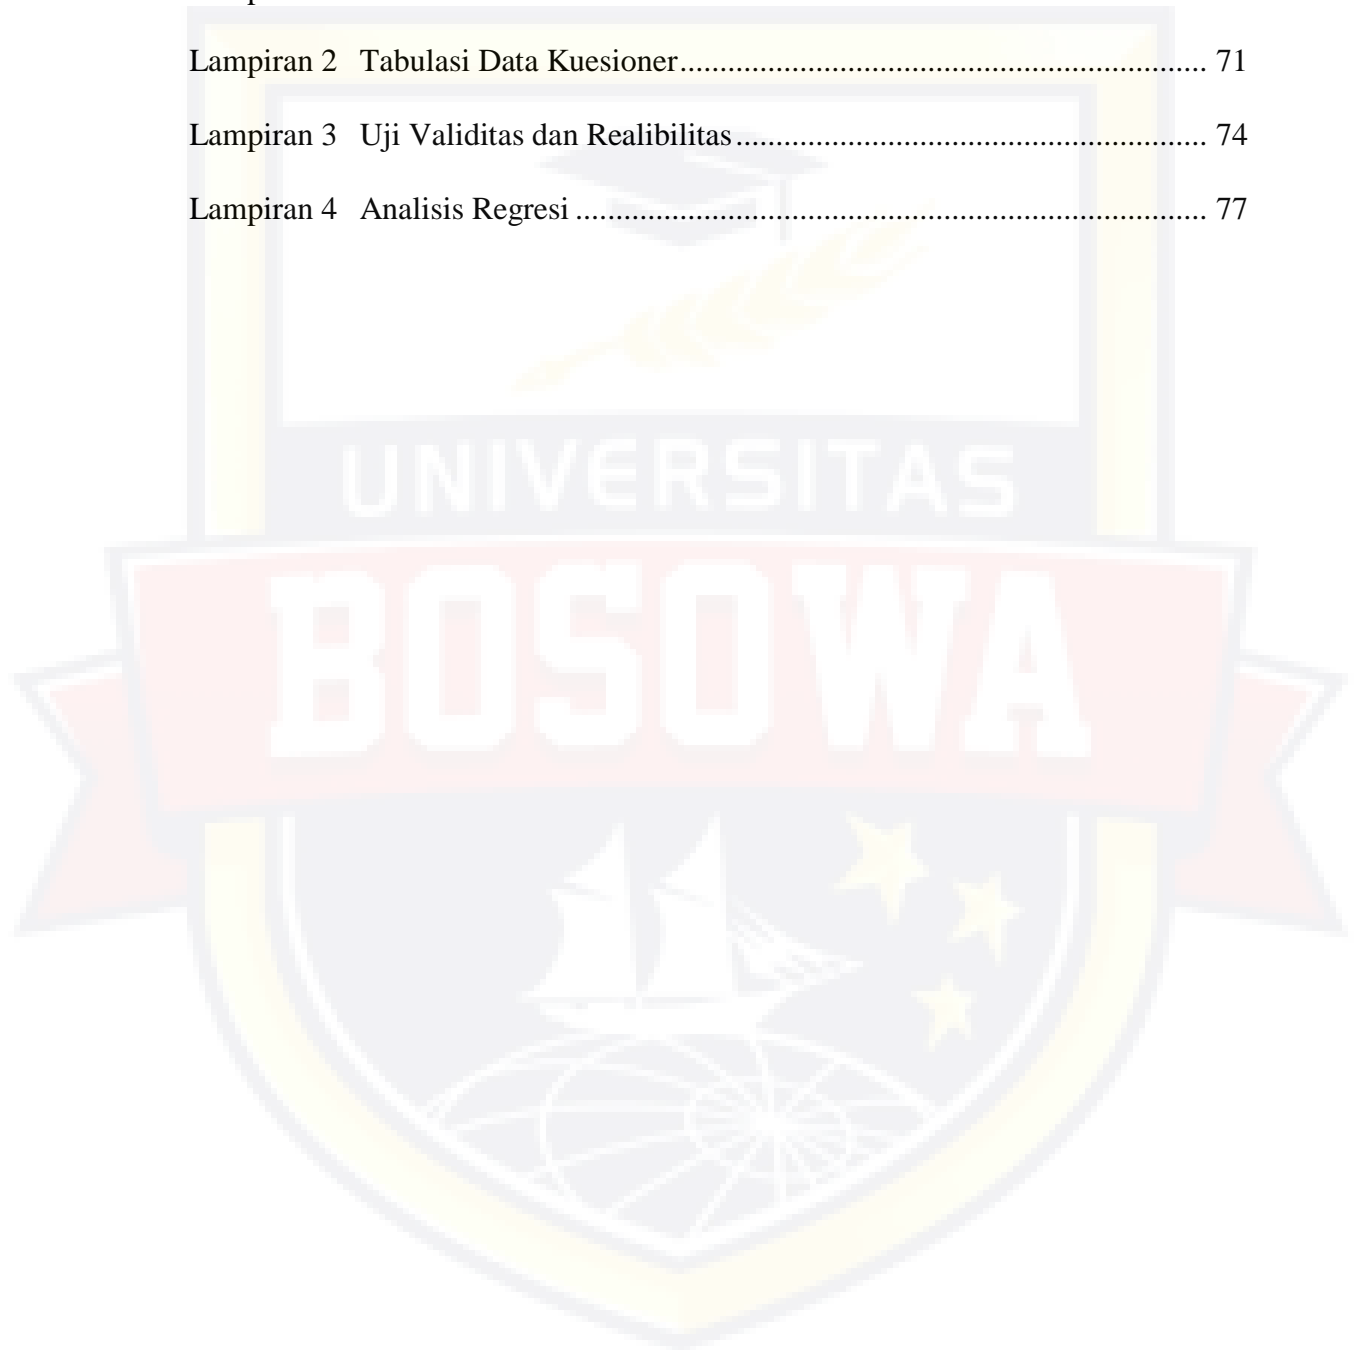 Lampiran 2 Tabulasi Data Kuesioner.................................................................. 71
Lampiran 3 Uji Validitas dan Realibilitas........................................................... 74
Lampiran 4 Analisis Regresi ............................................................................... 77
UNIVERSITAS
BOSOWA